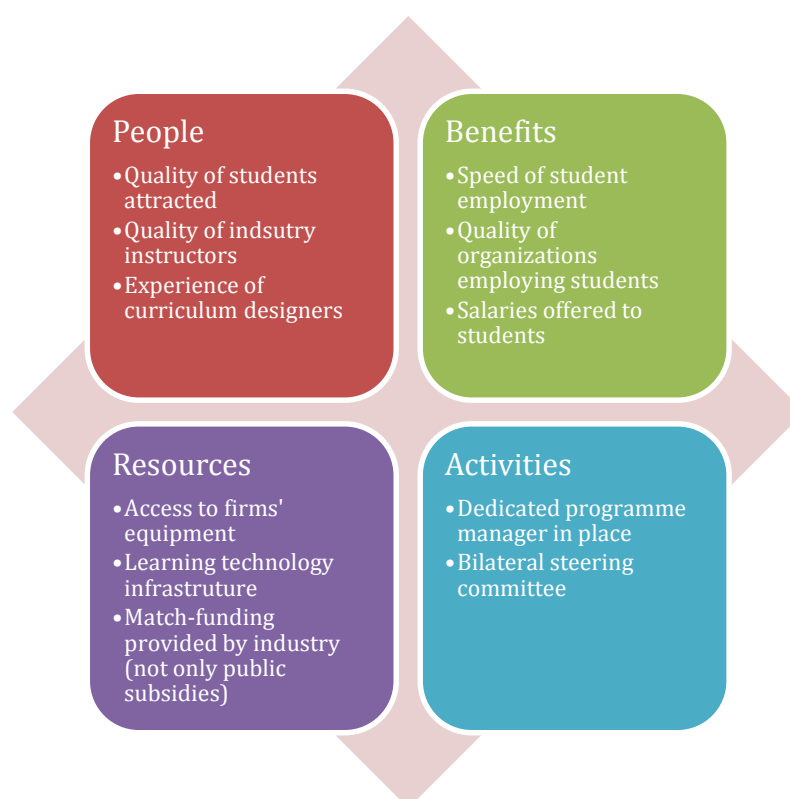 People
•Quality of students
attracted
•Quality of indsutry
instructors
•Experience of
curriculum designers
Benefits
•Speed of student
employment
•Quality of
organizations
employing students
•Salaries offered to
students
Resources
•Access to firms'
equipment
•Learning technology
infrastruture
•Match-funding
provided by industry
(not only public
subsidies)
Activities
•Dedicated programme
manager in place
•Bilateral steering
committee